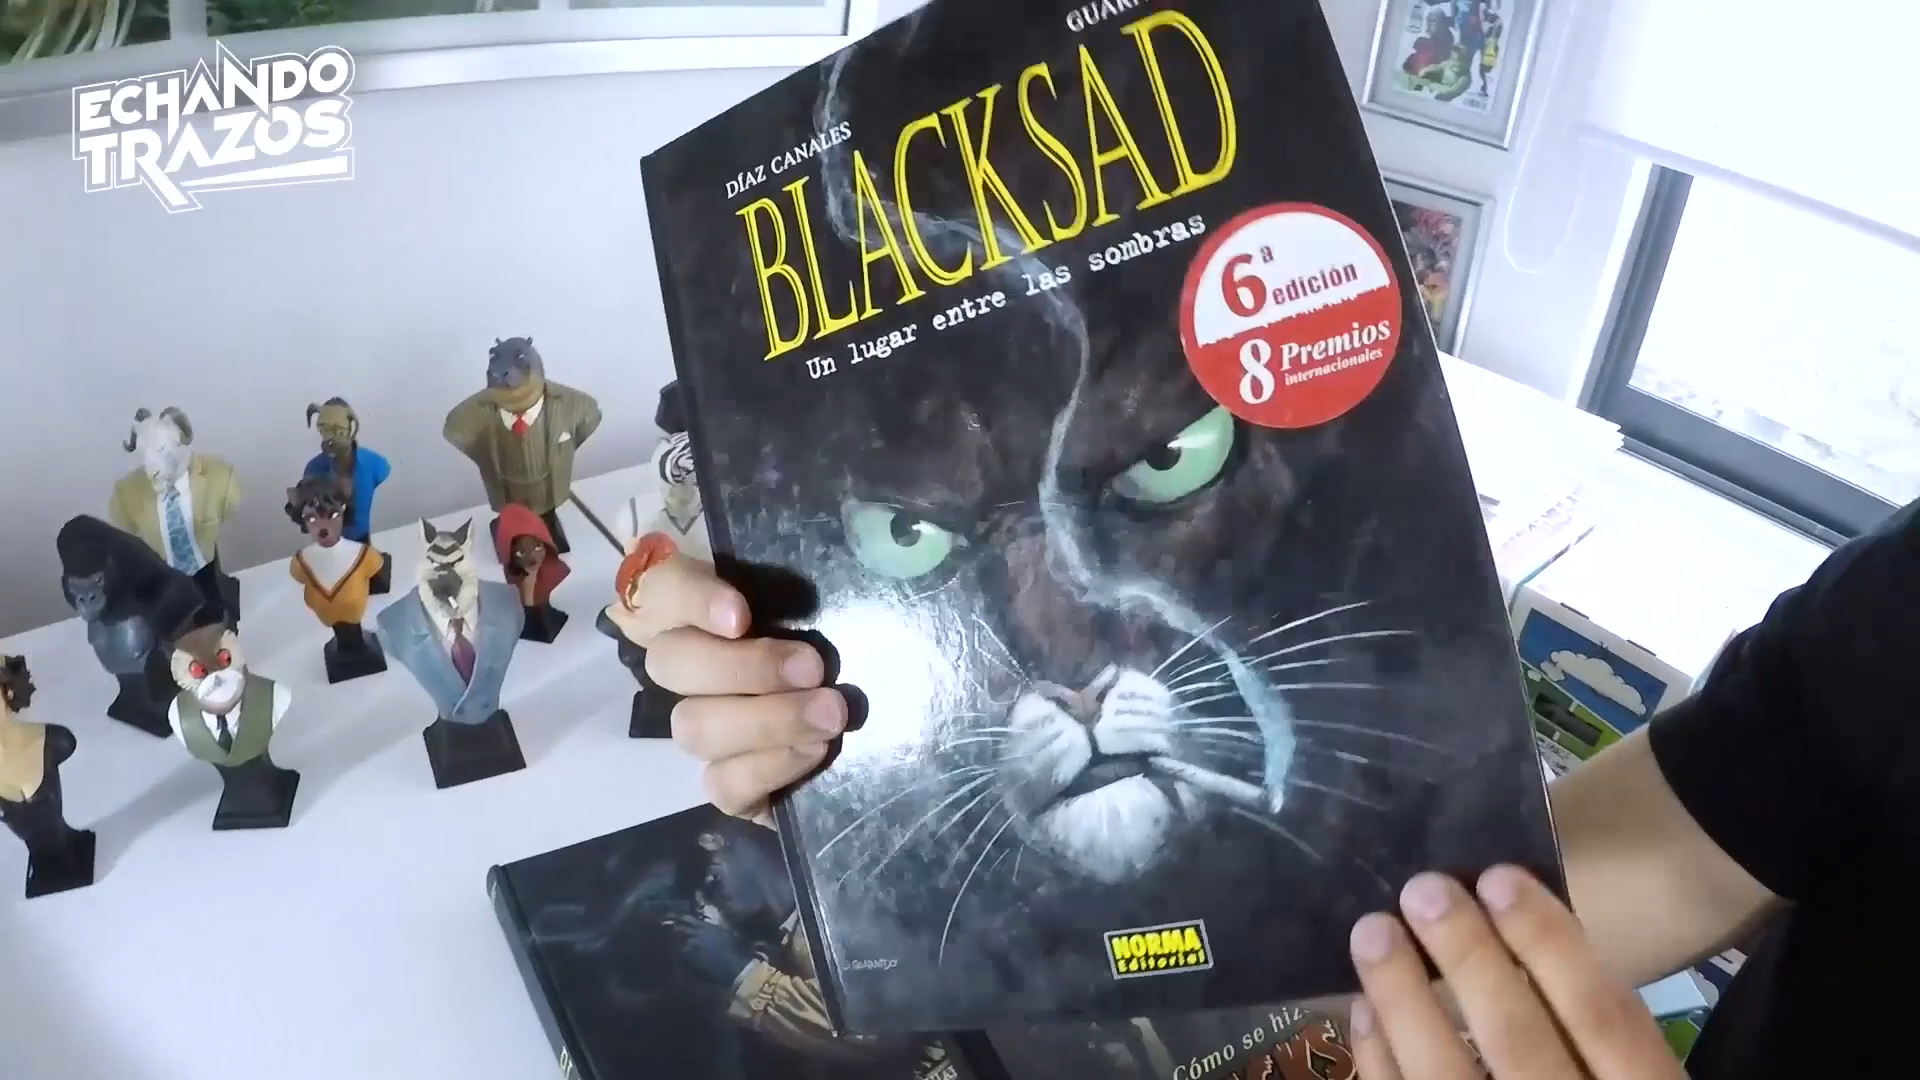 ECHANDO
TRAZOS
DÍAZ CANALES
BLACKSAD
Un lugar entre las sombras
6ª
edición
8 Premios
internacionales
NORMA
Editorial
Cómo se hizo